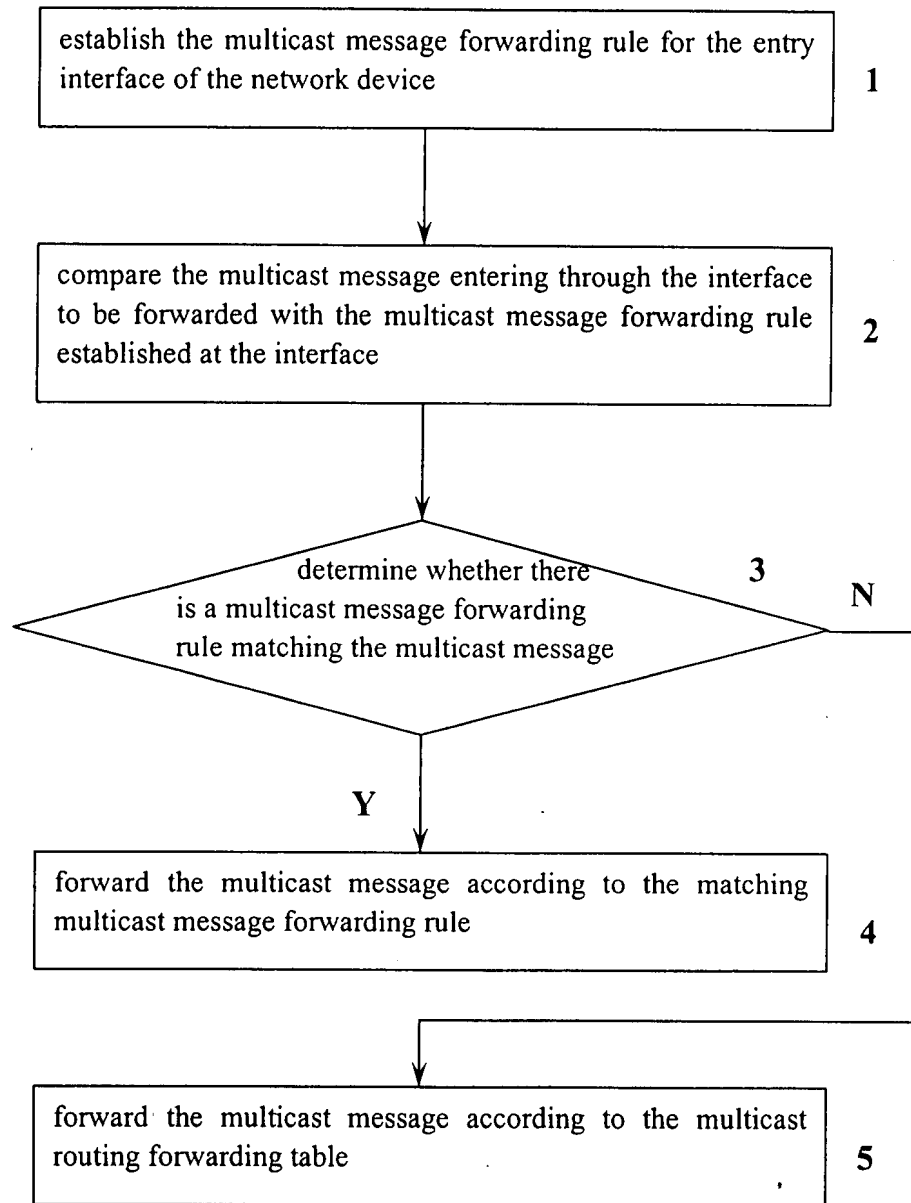 establish the multicast message forwarding rule for the entry
interface of the network device
1
compare the multicast message entering through the interface
to be forwarded with the multicast message forwarding rule
established at the interface
2
determine whether there
is a multicast message forwarding
rule matching the multicast message
3
N
Y
forward the multicast message according to the matching
multicast message forwarding rule
4
forward the multicast message according to the multicast
routing forwarding table
5